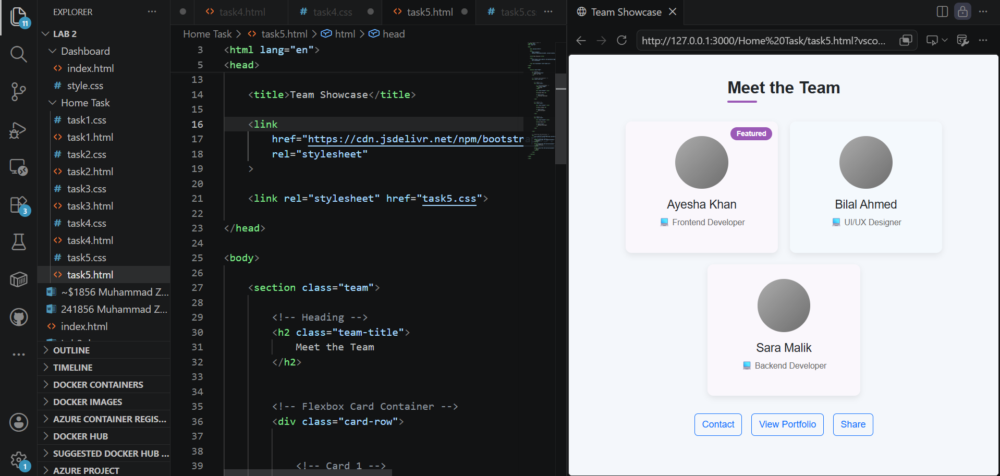 EXPLORER
LAB 2
Dashboard
index.html
style.css
Home Task
task1.css
task1.html
task2.css
task2.html
task3.css
task3.html
task4.css
task4.html
task5.css
task5.html
~$1856 Muhammad Z...
241856 Muhammad Z...
index.html
OUTLINE
TIMELINE
DOCKER CONTAINERS
DOCKER IMAGES
AZURE CONTAINER REGIS...
DOCKER HUB
SUGGESTED DOCKER HUB ...
AZURE PROJECT
11
3
1
task4.html
task4.css
task5.html
task5.cs
Home Task > task5.html > html > head
3 <html lang="en">
5 <head>
13
14 <title>Team Showcase</title>
15
16 <link
17 href="https://cdn.jsdelivr.net/npm/bootstr
18 rel="stylesheet"
19 >
20
21 <link rel="stylesheet" href="task5.css">
22
23 </head>
24
25 <body>
26
27 <section class="team">
28
29 <!-- Heading -->
30 <h2 class="team-title">
31 Meet the Team
32 </h2>
33
34
35 <!-- Flexbox Card Container -->
36 <div class="card-row">
37
38
39 <!-- Card 1 -->
Team Showcase
http://127.0.0.1:3000/Home%20Task/task5.html?vsco...
Meet the Team
Featured
Ayesha Khan
Frontend Developer
Bilal Ahmed
UI/UX Designer
Sara Malik
Backend Developer
Contact
View Portfolio
Share